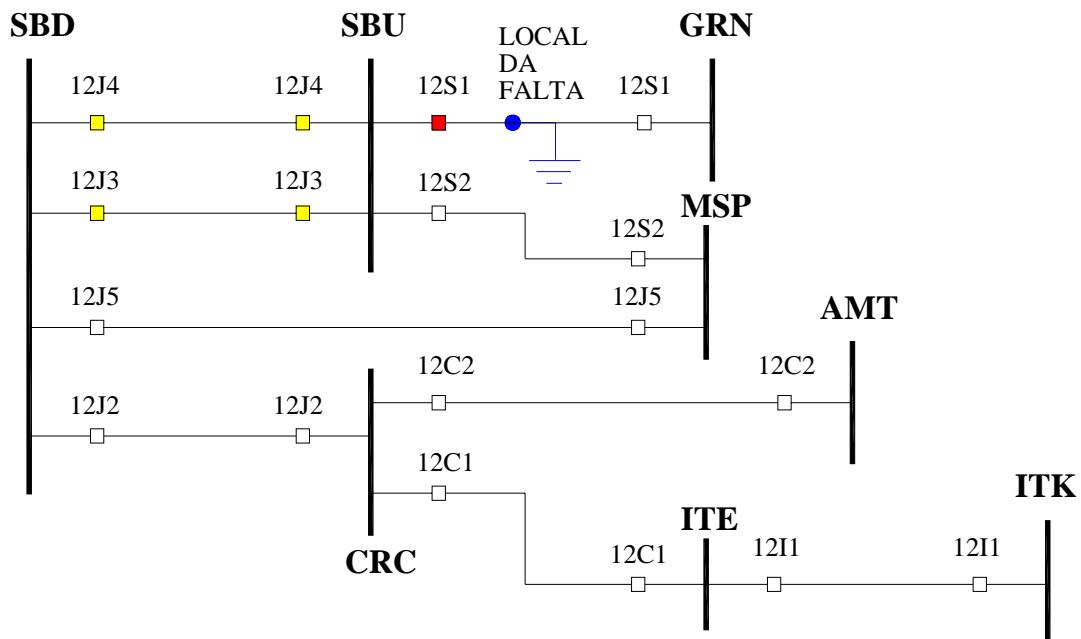 SBD SBU GRN
LOCAL
DA
FALTA
12J4 12J4 12S1 12S1
12J3 12J3 12S2 MSP
12S2
12J5 12J5 AMT
12C2 12C2
12J2 12J2
12C1 ITE ITK
CRC 12C1 12I1 12I1